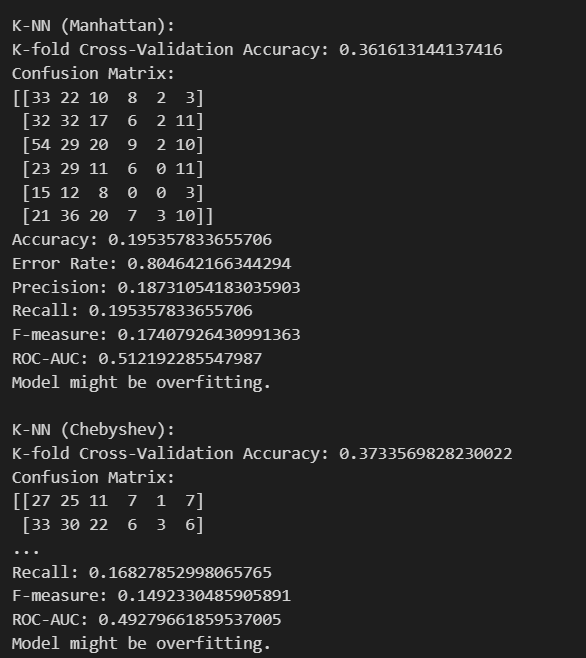 K-NN (Manhattan):
K-fold Cross-Validation Accuracy: 0.361613144137416
Confusion Matrix:
[[33 22 10  8  2  3]
 [32 32 17  6  2 11]
 [54 29 20  9  2 10]
 [23 29 11  6  0 11]
 [15 12  8  0  0  3]
 [21 36 20  7  3 10]]
Accuracy: 0.195357833655706
Error Rate: 0.804642166344294
Precision: 0.18731054183035903
Recall: 0.195357833655706
F-measure: 0.17407926430991363
ROC-AUC: 0.512192285547987
Model might be overfitting.
K-NN (Chebyshev):
K-fold Cross-Validation Accuracy: 0.3733569828230022
Confusion Matrix:
[[27 25 11  7  1  7]
 [33 30 22  6  3  6]
...
Recall: 0.16827852998065765
F-measure: 0.1492330485905891
ROC-AUC: 0.49279661859537005
Model might be overfitting.